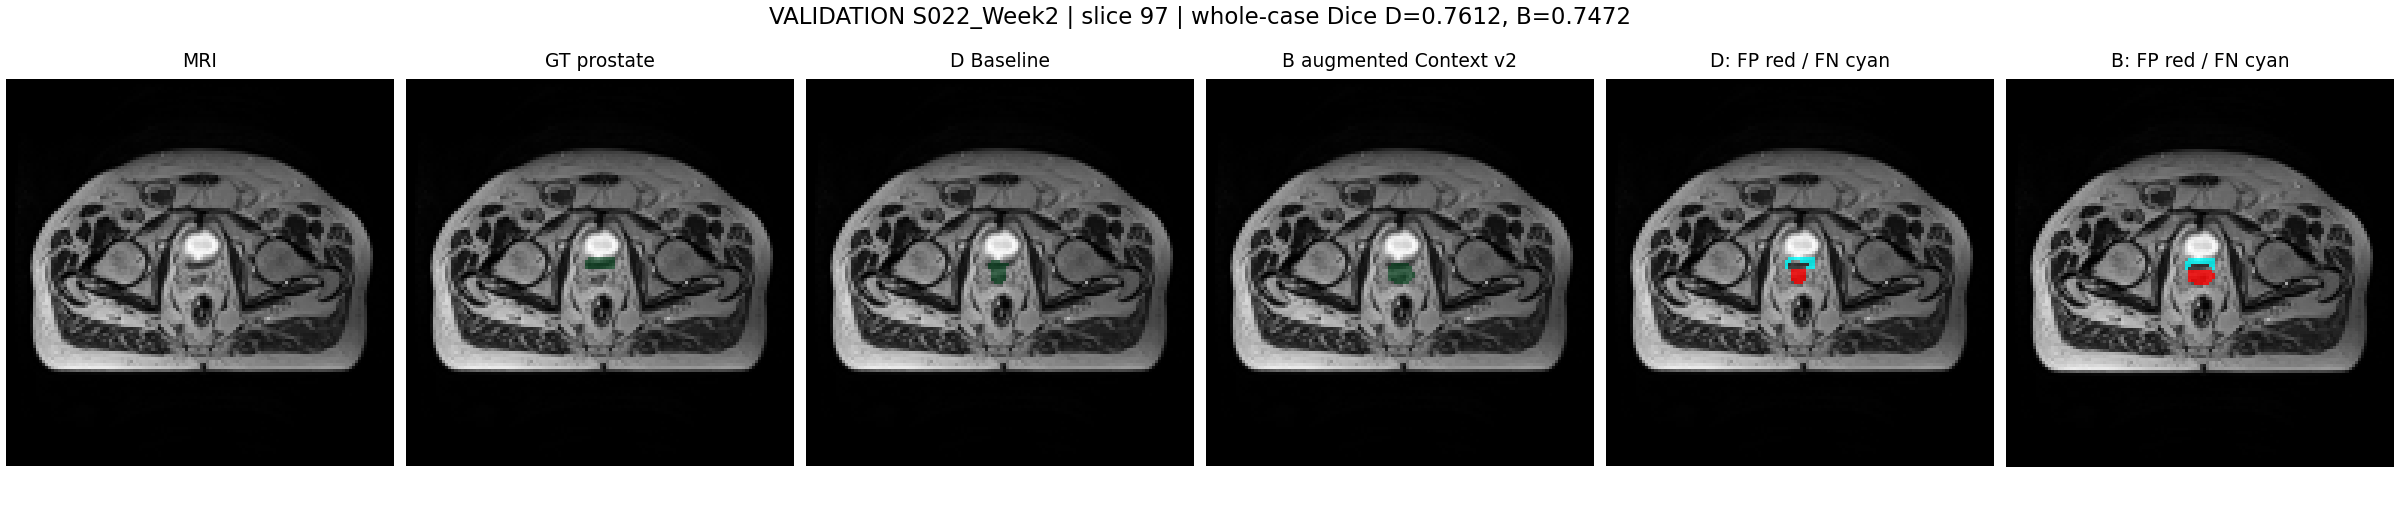 VALIDATION S022_Week2 | slice 97 | whole-case Dice D=0.7612, B=0.7472
MRI
GT prostate
D Baseline
B augmented Context v2
D: FP red / FN cyan
B: FP red / FN cyan